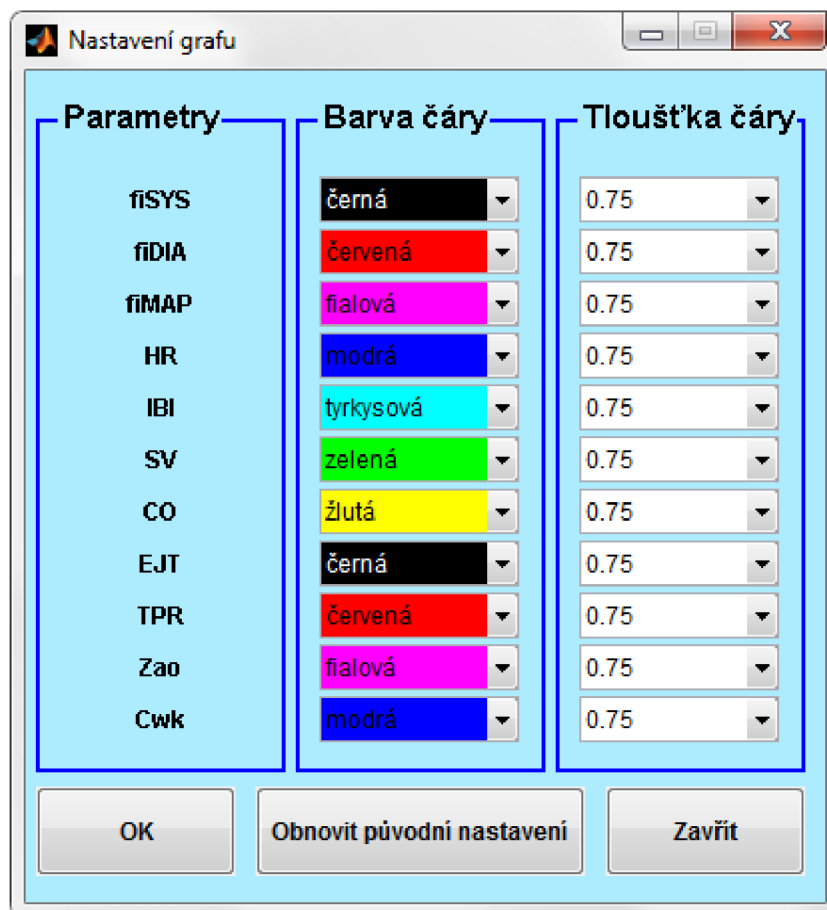 Nastavení grafu
Parametry Barva čáry Tloušťka čáry
fiSYS černá 0.75
fiDIA červená 0.75
fiMAP fialová 0.75
HR modrá 0.75
IBI tyrkysová 0.75
SV zelená 0.75
CO žlutá 0.75
EJT černá 0.75
TPR červená 0.75
Zao fialová 0.75
Cwk modrá 0.75
OK Obnovit původní nastavení Zavřít